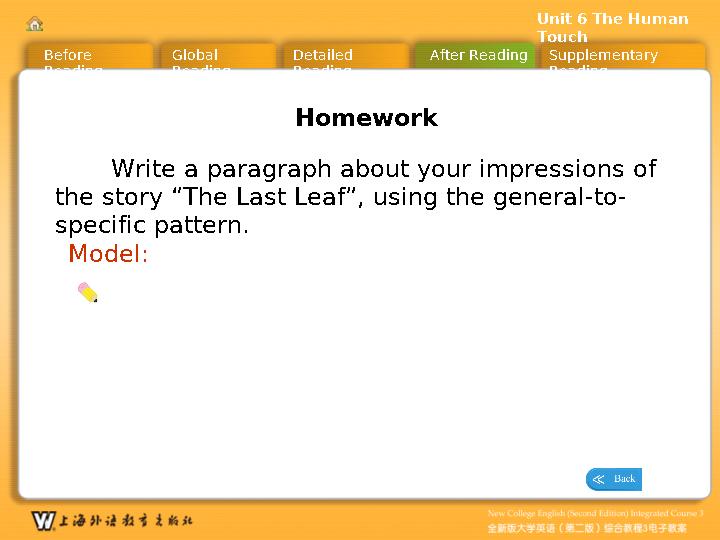 Unit 6 The Human
Touch
Before
Reading
Global
Reading
Detailed
Reading
After Reading
Supplementary
Reading
Homework
Write a paragraph about your impressions of
the story “The Last Leaf”, using the general-to-
specific pattern.
Model:
Back
W 上海外语教育出版社
New College English (Second Edition) Integrated Course 3
全新版大学英语（第二版）综合教程3电子教案